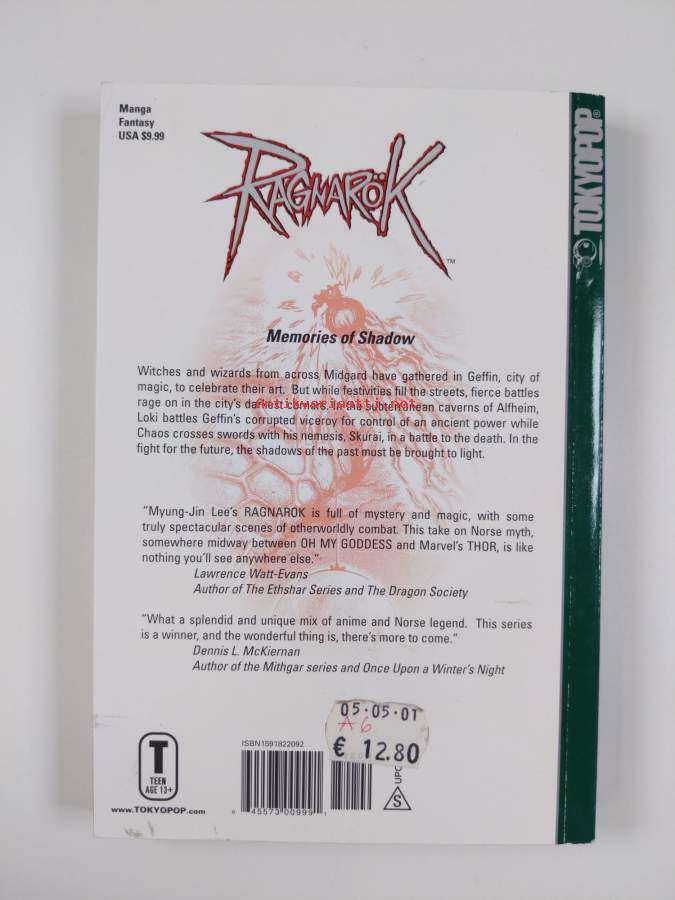 Manga
Fantasy
USA $9.99
RAGNARÖK
™
TOKYOPOP®
Memories of Shadow
Witches and wizards from across Midgard have gathered in Geffin, city of
magic, to celebrate their art. But while festivities fill the streets, fierce battles
rage on in the city's darkest corners. In the subterranean caverns of Alfheim,
Loki battles Geffin's corrupted viceroy for control of an ancient power while
Chaos crosses swords with his nemesis, Skurai, in a battle to the death. In the
fight for the future, the shadows of the past must be brought to light.
"Myung-Jin Lee's RAGNAROK is full of mystery and magic, with some
truly spectacular scenes of otherworldly combat. This take on Norse myth,
somewhere midway between OH MY GODDESS and Marvel's THOR, is like
nothing you'll see anywhere else."
Lawrence Watt-Evans
Author of The Ethshar Series and The Dragon Society
"What a splendid and unique mix of anime and Norse legend. This series
is a winner, and the wonderful thing is, there's more to come."
Dennis L. McKiernan
Author of the Mithgar series and Once Upon a Winter's Night
05·05·01
A6
€ 12.80
T
TEEN
AGE 13+
www.TOKYOPOP.com
ISBN1591822092
45573 00999
UPC
S